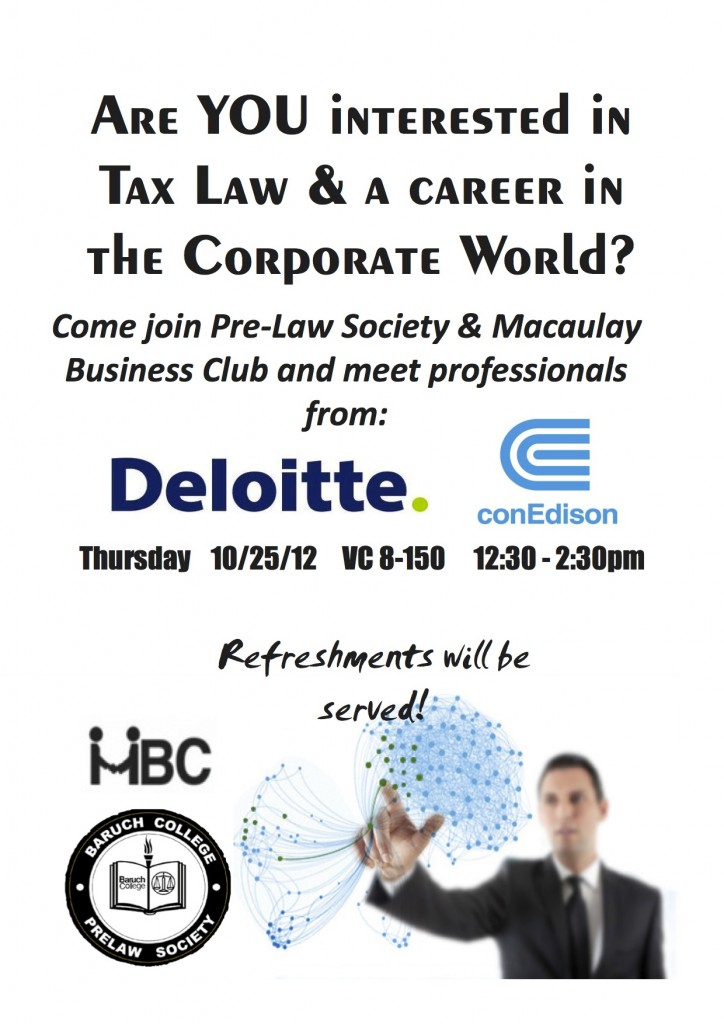 Are YOU interested in
Tax Law & a career in
the Corporate World?
Come join Pre-Law Society & Macaulay
Business Club and meet professionals
from:
Deloitte.
conEdison
Thursday 10/25/12 VC 8-150 12:30 - 2:30pm
Refreshments will be
served!
MBC
BARUCH COLLEGE
Baruch
College
PRELAW SOCIETY